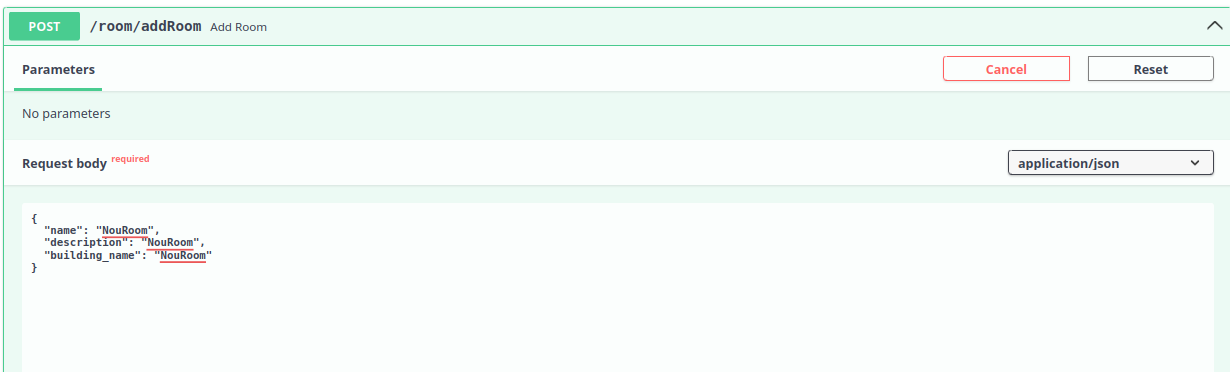 POST /room/addRoom Add Room
Parameters Cancel Reset
No parameters
Request body required application/json
{
  "name": "NouRoom",
  "description": "NouRoom",
  "building_name": "NouRoom"
}